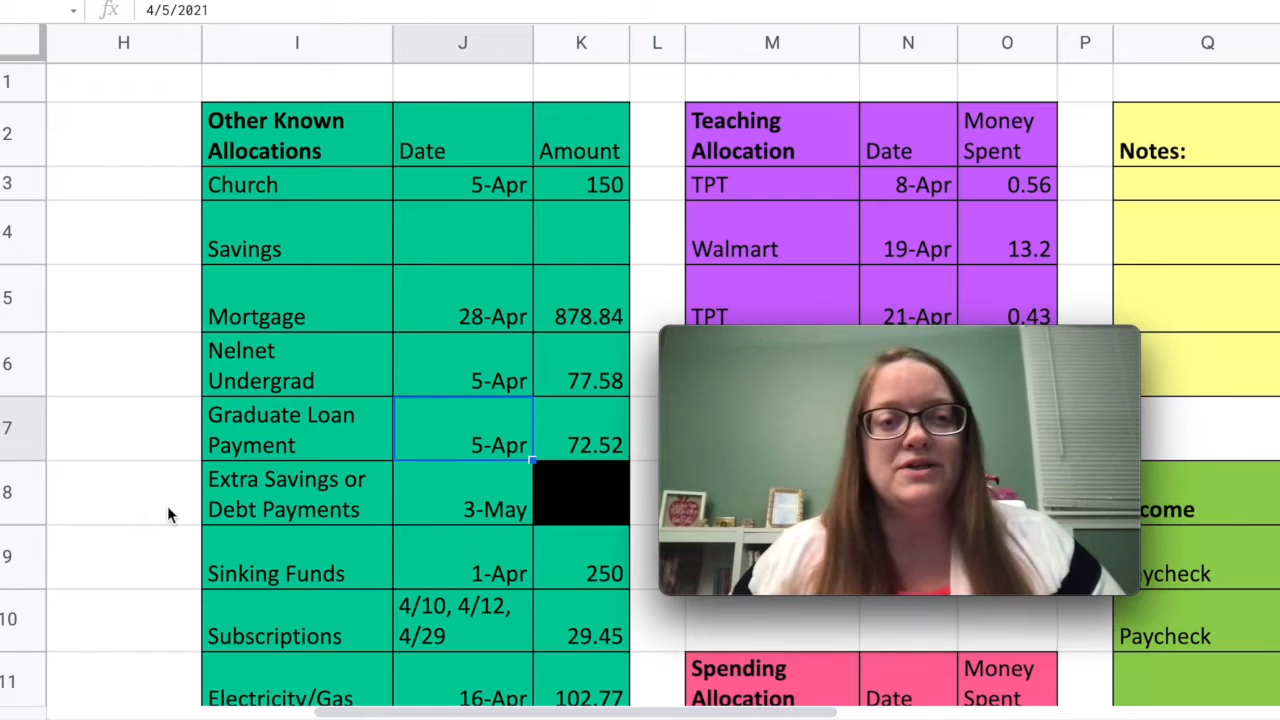 fx 4/5/2021
H I J K L M N O P Q
1
2 Other Known Allocations Date Amount Teaching Allocation Date Money Spent Notes:
3 Church 5-Apr 150 TPT 8-Apr 0.56
4 Savings Walmart 19-Apr 13.2
5 Mortgage 28-Apr 878.84 TPT 21-Apr 0.43
6 Nelnet Undergrad 5-Apr 77.58
7 Graduate Loan Payment 5-Apr 72.52
8 Extra Savings or Debt Payments 3-May come
9 Sinking Funds 1-Apr 250 ycheck
10 Subscriptions 4/10, 4/12, 4/29 29.45 Paycheck
11 Electricity/Gas 16-Apr 102.77 Spending Allocation Date Money Spent